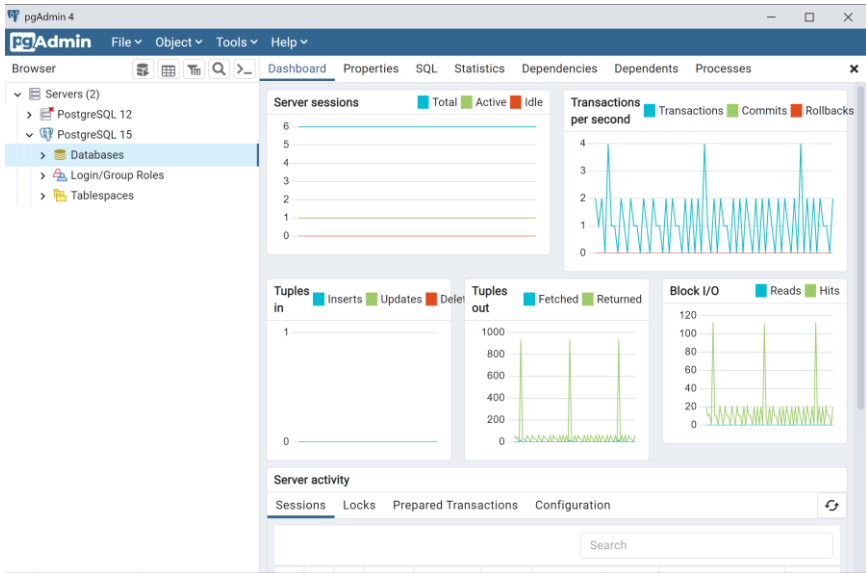 pgAdmin 4
pgAdmin File Object Tools Help
Browser
Dashboard Properties SQL Statistics Dependencies Dependents Processes
Servers (2)
PostgreSQL 12
PostgreSQL 15
Databases
Login/Group Roles
Tablespaces
Server sessions
Total Active Idle
6
5
4
3
2
1
0
Transactions
per second
Transactions Commits Rollbacks
4
3
2
1
0
Tuples
in
Inserts Updates Delet
1
0
Tuples
out
Fetched Returned
1000
800
600
400
200
0
Block I/O
Reads Hits
120
100
80
60
40
20
0
Server activity
Sessions Locks Prepared Transactions Configuration
Search